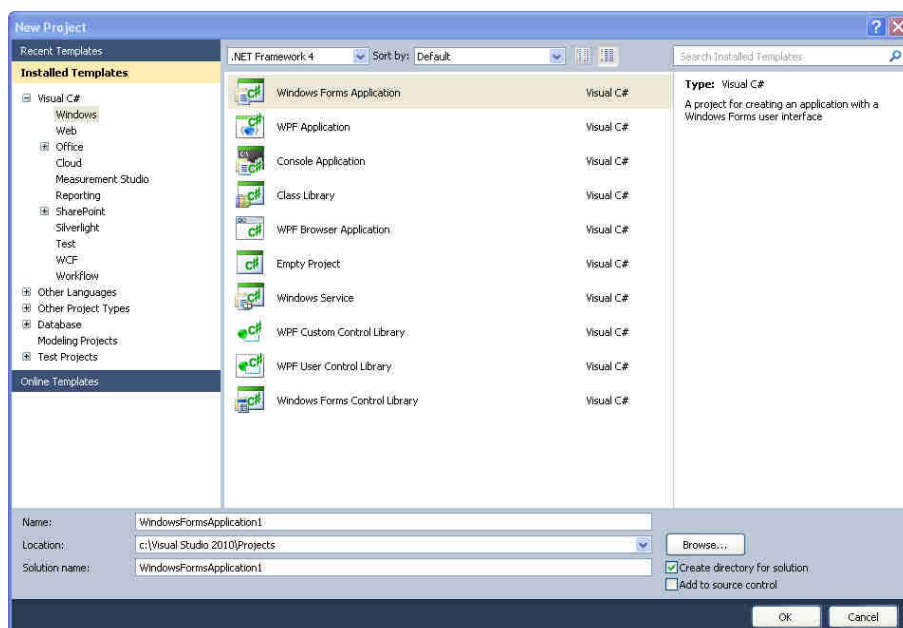 New Project
Recent Templates
.NET Framework 4 Sort by: Default Search Installed Templates
Installed Templates
Visual C#
Windows
Web
Office
Cloud
Measurement Studio
Reporting
SharePoint
Silverlight
Test
WCF
Workflow
Other Languages
Other Project Types
Database
Modeling Projects
Test Projects
Online Templates
Windows Forms Application Visual C#
WPF Application Visual C#
Console Application Visual C#
Class Library Visual C#
WPF Browser Application Visual C#
Empty Project Visual C#
Windows Service Visual C#
WPF Custom Control Library Visual C#
WPF User Control Library Visual C#
Windows Forms Control Library Visual C#
Type: Visual C#
A project for creating an application with a
Windows Forms user interface
Name: WindowsFormsApplication1
Location: c:\Visual Studio 2010\Projects Browse...
Solution name: WindowsFormsApplication1 Create directory for solution
Add to source control
OK Cancel